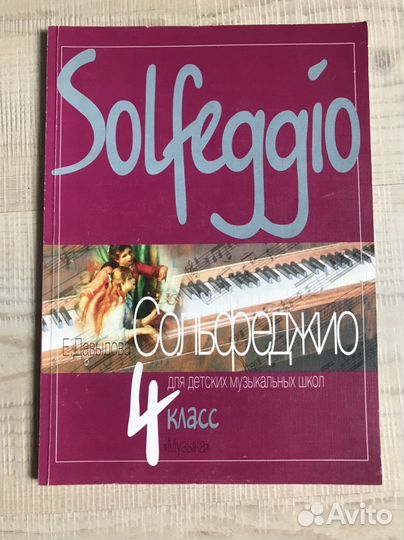 Solfeggio
Е.Давыдова
Сольфеджио
для детских музыкальных школ
4 класс
«Музыка»
Avito